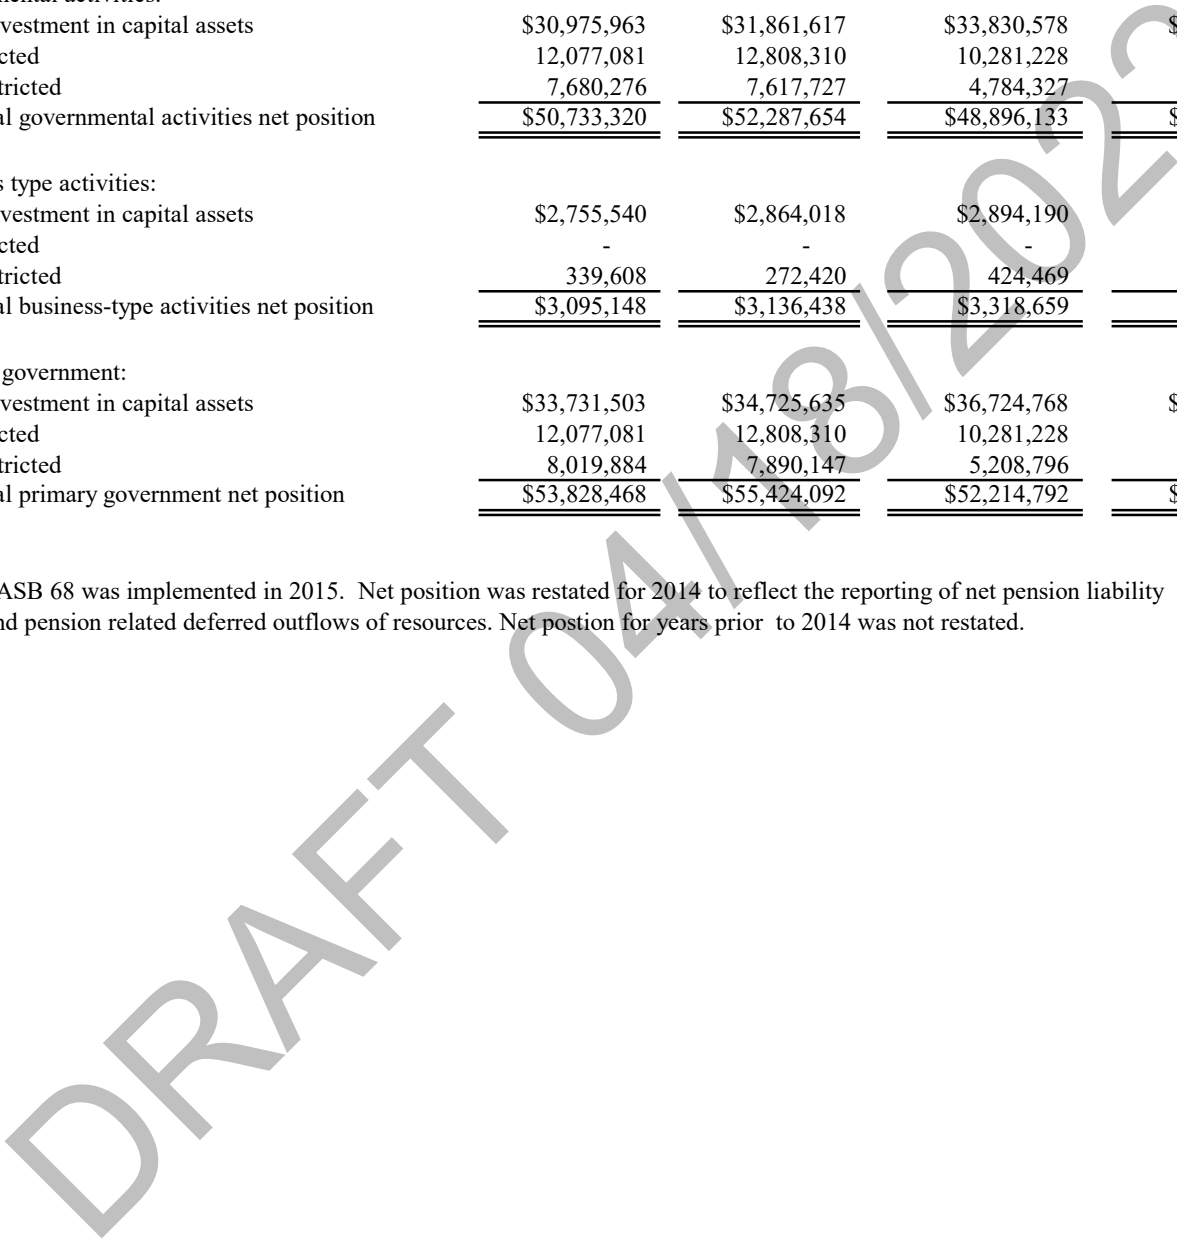 vestment in capital assets $30,975,963 $31,861,617 $33,830,578 $
cted 12,077,081 12,808,310 10,281,228
tricted 7,680,276 7,617,727 4,784,327
al governmental activities net position $50,733,320 $52,287,654 $48,896,133 $
s type activities:
vestment in capital assets $2,755,540 $2,864,018 $2,894,190
cted - - -
tricted 339,608 272,420 424,469
al business-type activities net position $3,095,148 $3,136,438 $3,318,659
government:
vestment in capital assets $33,731,503 $34,725,635 $36,724,768 $
cted 12,077,081 12,808,310 10,281,228
tricted 8,019,884 7,890,147 5,208,796
al primary government net position $53,828,468 $55,424,092 $52,214,792 $
ASB 68 was implemented in 2015.  Net position was restated for 2014 to reflect the reporting of net pension liability
nd pension related deferred outflows of resources. Net postion for years prior  to 2014 was not restated.
DRAFT 04/18/202